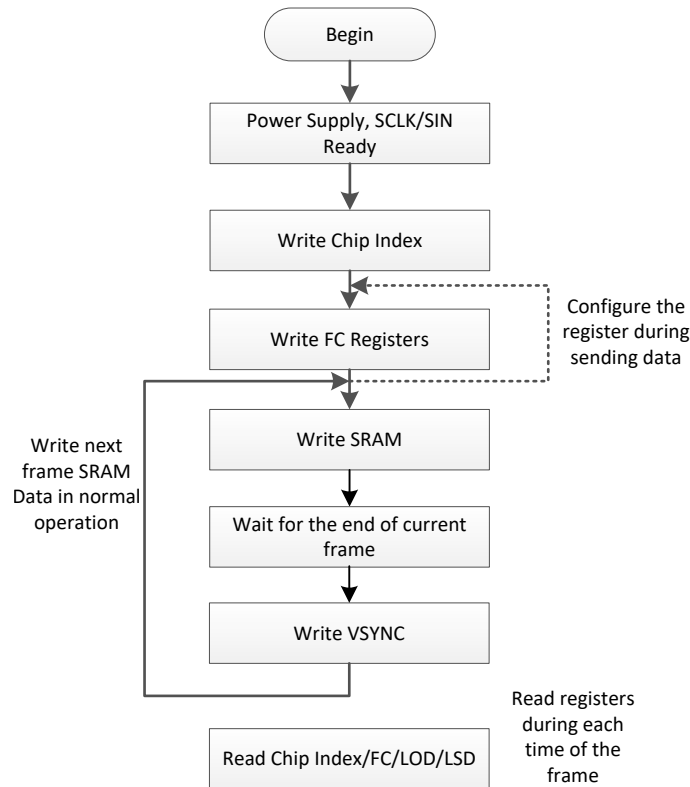 Begin
Power Supply, SCLK/SIN
Ready
Write Chip Index
Configure the
register during
sending data
Write FC Registers
Write next
frame SRAM
Data in normal
operation
Write SRAM
Wait for the end of current
frame
Write VSYNC
Read registers
during each
time of the
frame
Read Chip Index/FC/LOD/LSD